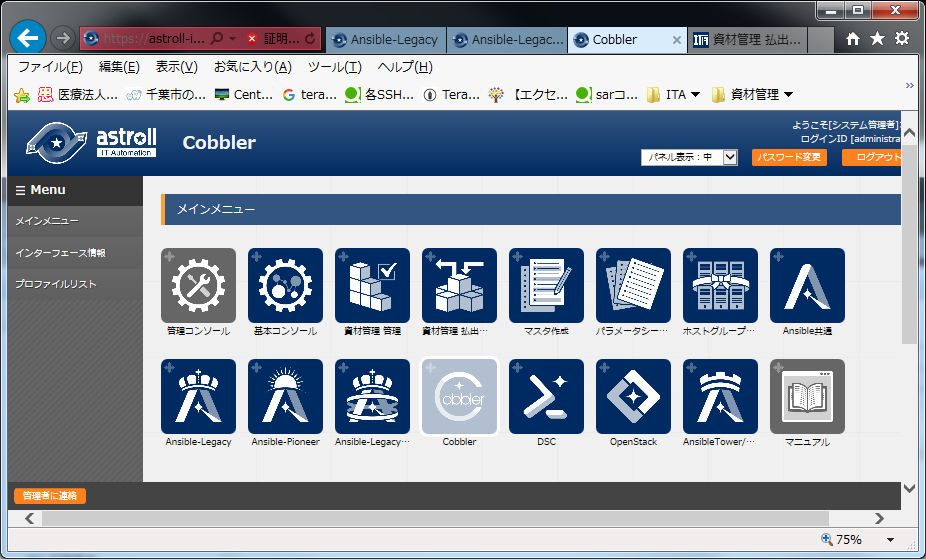 https://astroll-i...
証明...
Ansible-Legacy
Ansible-Legac...
Cobbler
資材管理 払出...
ファイル(F) 編集(E) 表示(V) お気に入り(A) ツール(T) ヘルプ(H)
医療法人...
千葉市の...
Cent...
tera...
各SSH...
Tera...
【エクセ...
sarコ...
ITA
資材管理
astroll
IT Automation
Cobbler
ようこそ[システム管理者]
ログインID [administra
パネル表示：中
パスワード変更
ログアウト
☰ Menu
メインメニュー
インターフェース情報
プロファイルリスト
メインメニュー
管理コンソール
基本コンソール
資材管理 管理
資材管理 払出…
マスタ作成
パラメータシー…
ホストグループ…
Ansible共通
Cobbler
Ansible-Legacy
Ansible-Pioneer
Ansible-Legacy…
Cobbler
DSC
OpenStack
AnsibleTower/…
マニュアル
管理者に連絡
75%